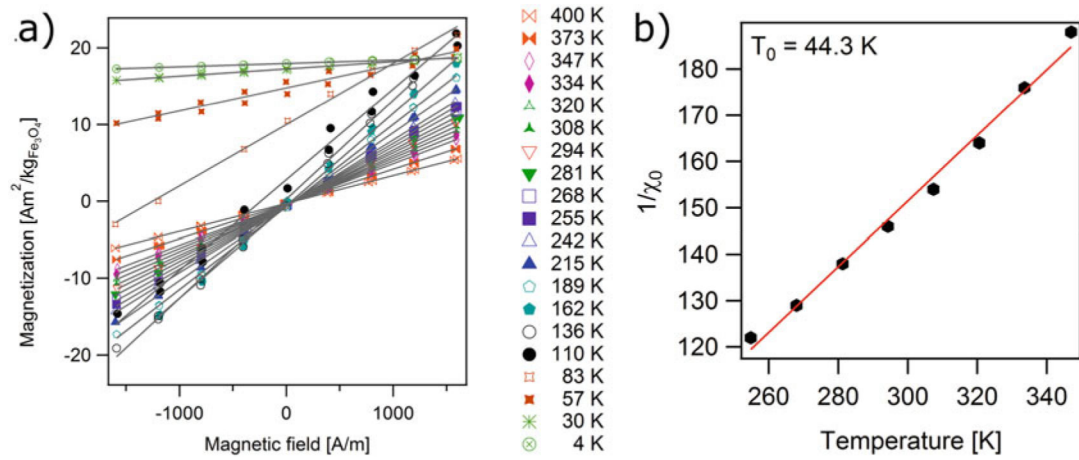 a)
Magnetization [Am²/kg_Fe₃O₄]
20
10
0
-10
-20
-1000
0
1000
Magnetic field [A/m]
400 K
373 K
347 K
334 K
320 K
308 K
294 K
281 K
268 K
255 K
242 K
215 K
189 K
162 K
136 K
110 K
83 K
57 K
30 K
4 K
b)
T₀ = 44.3 K
1/χ₀
180
170
160
150
140
130
120
260
280
300
320
340
Temperature [K]